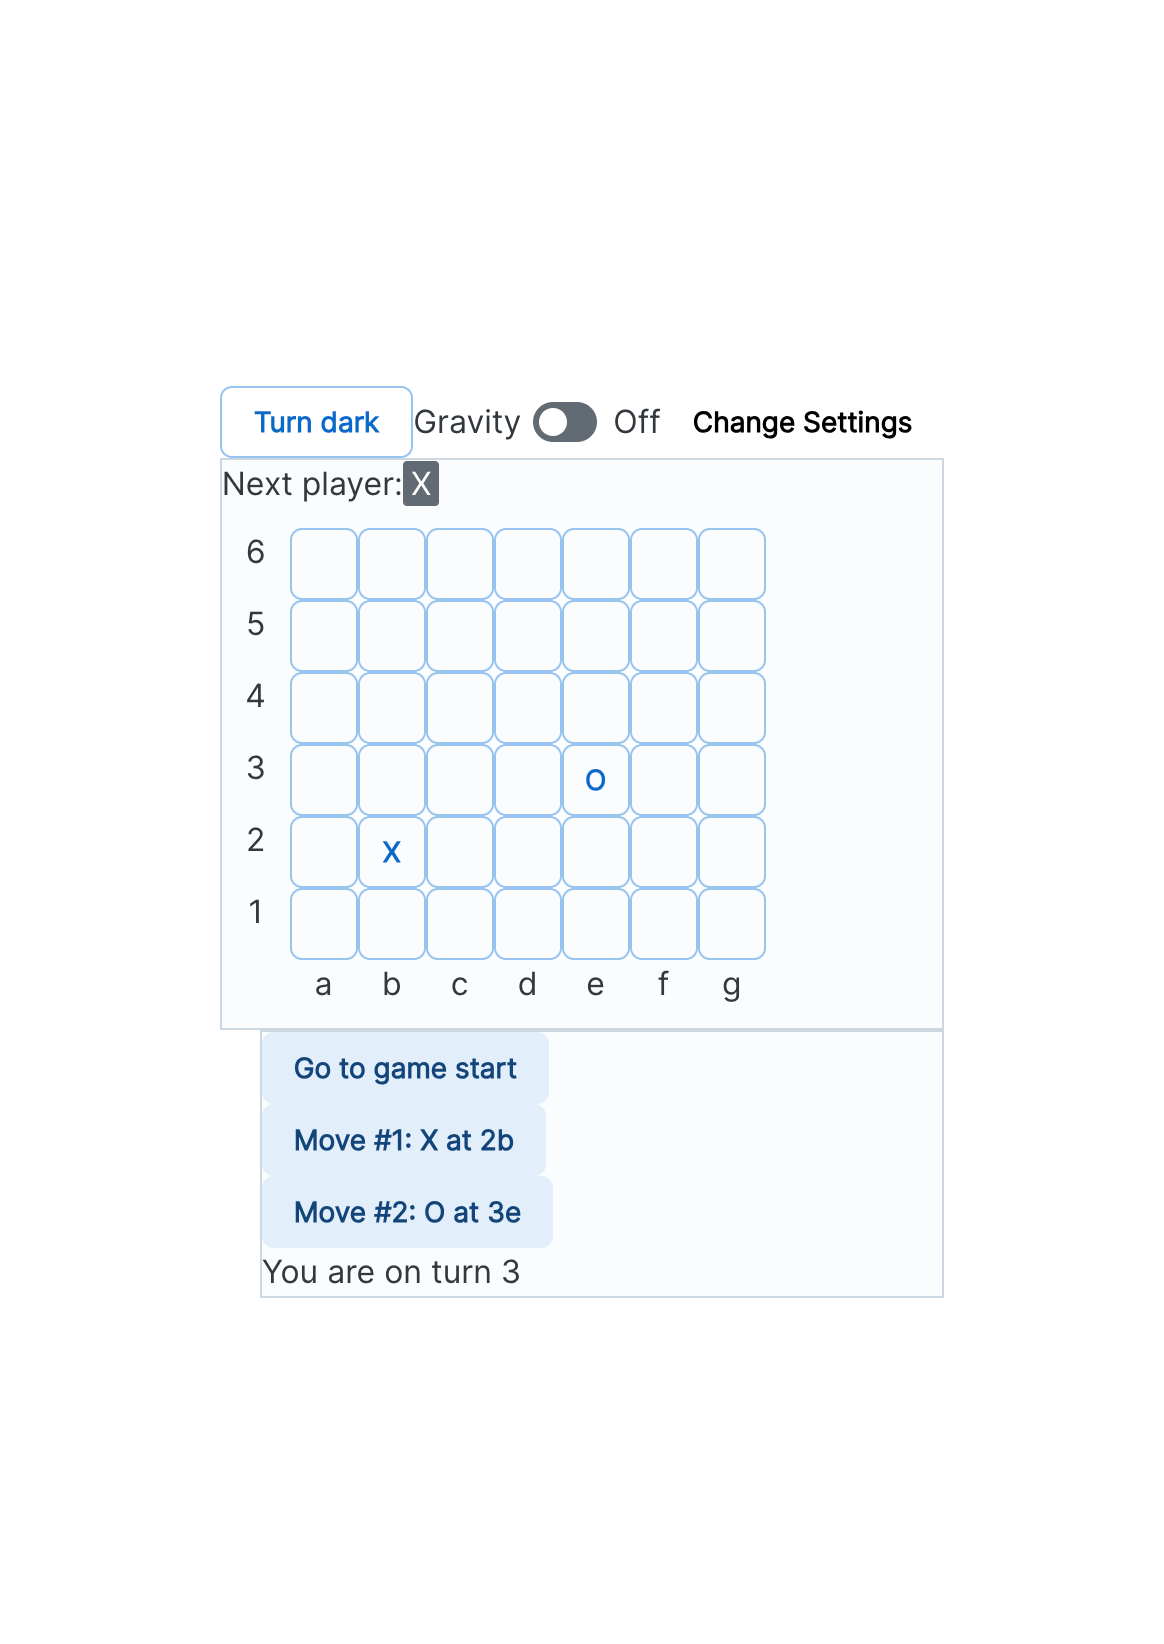 Turn dark Gravity Off Change Settings
Next player: X
6
5
4
3 O
2 X
1
a b c d e f g
Go to game start
Move #1: X at 2b
Move #2: O at 3e
You are on turn 3